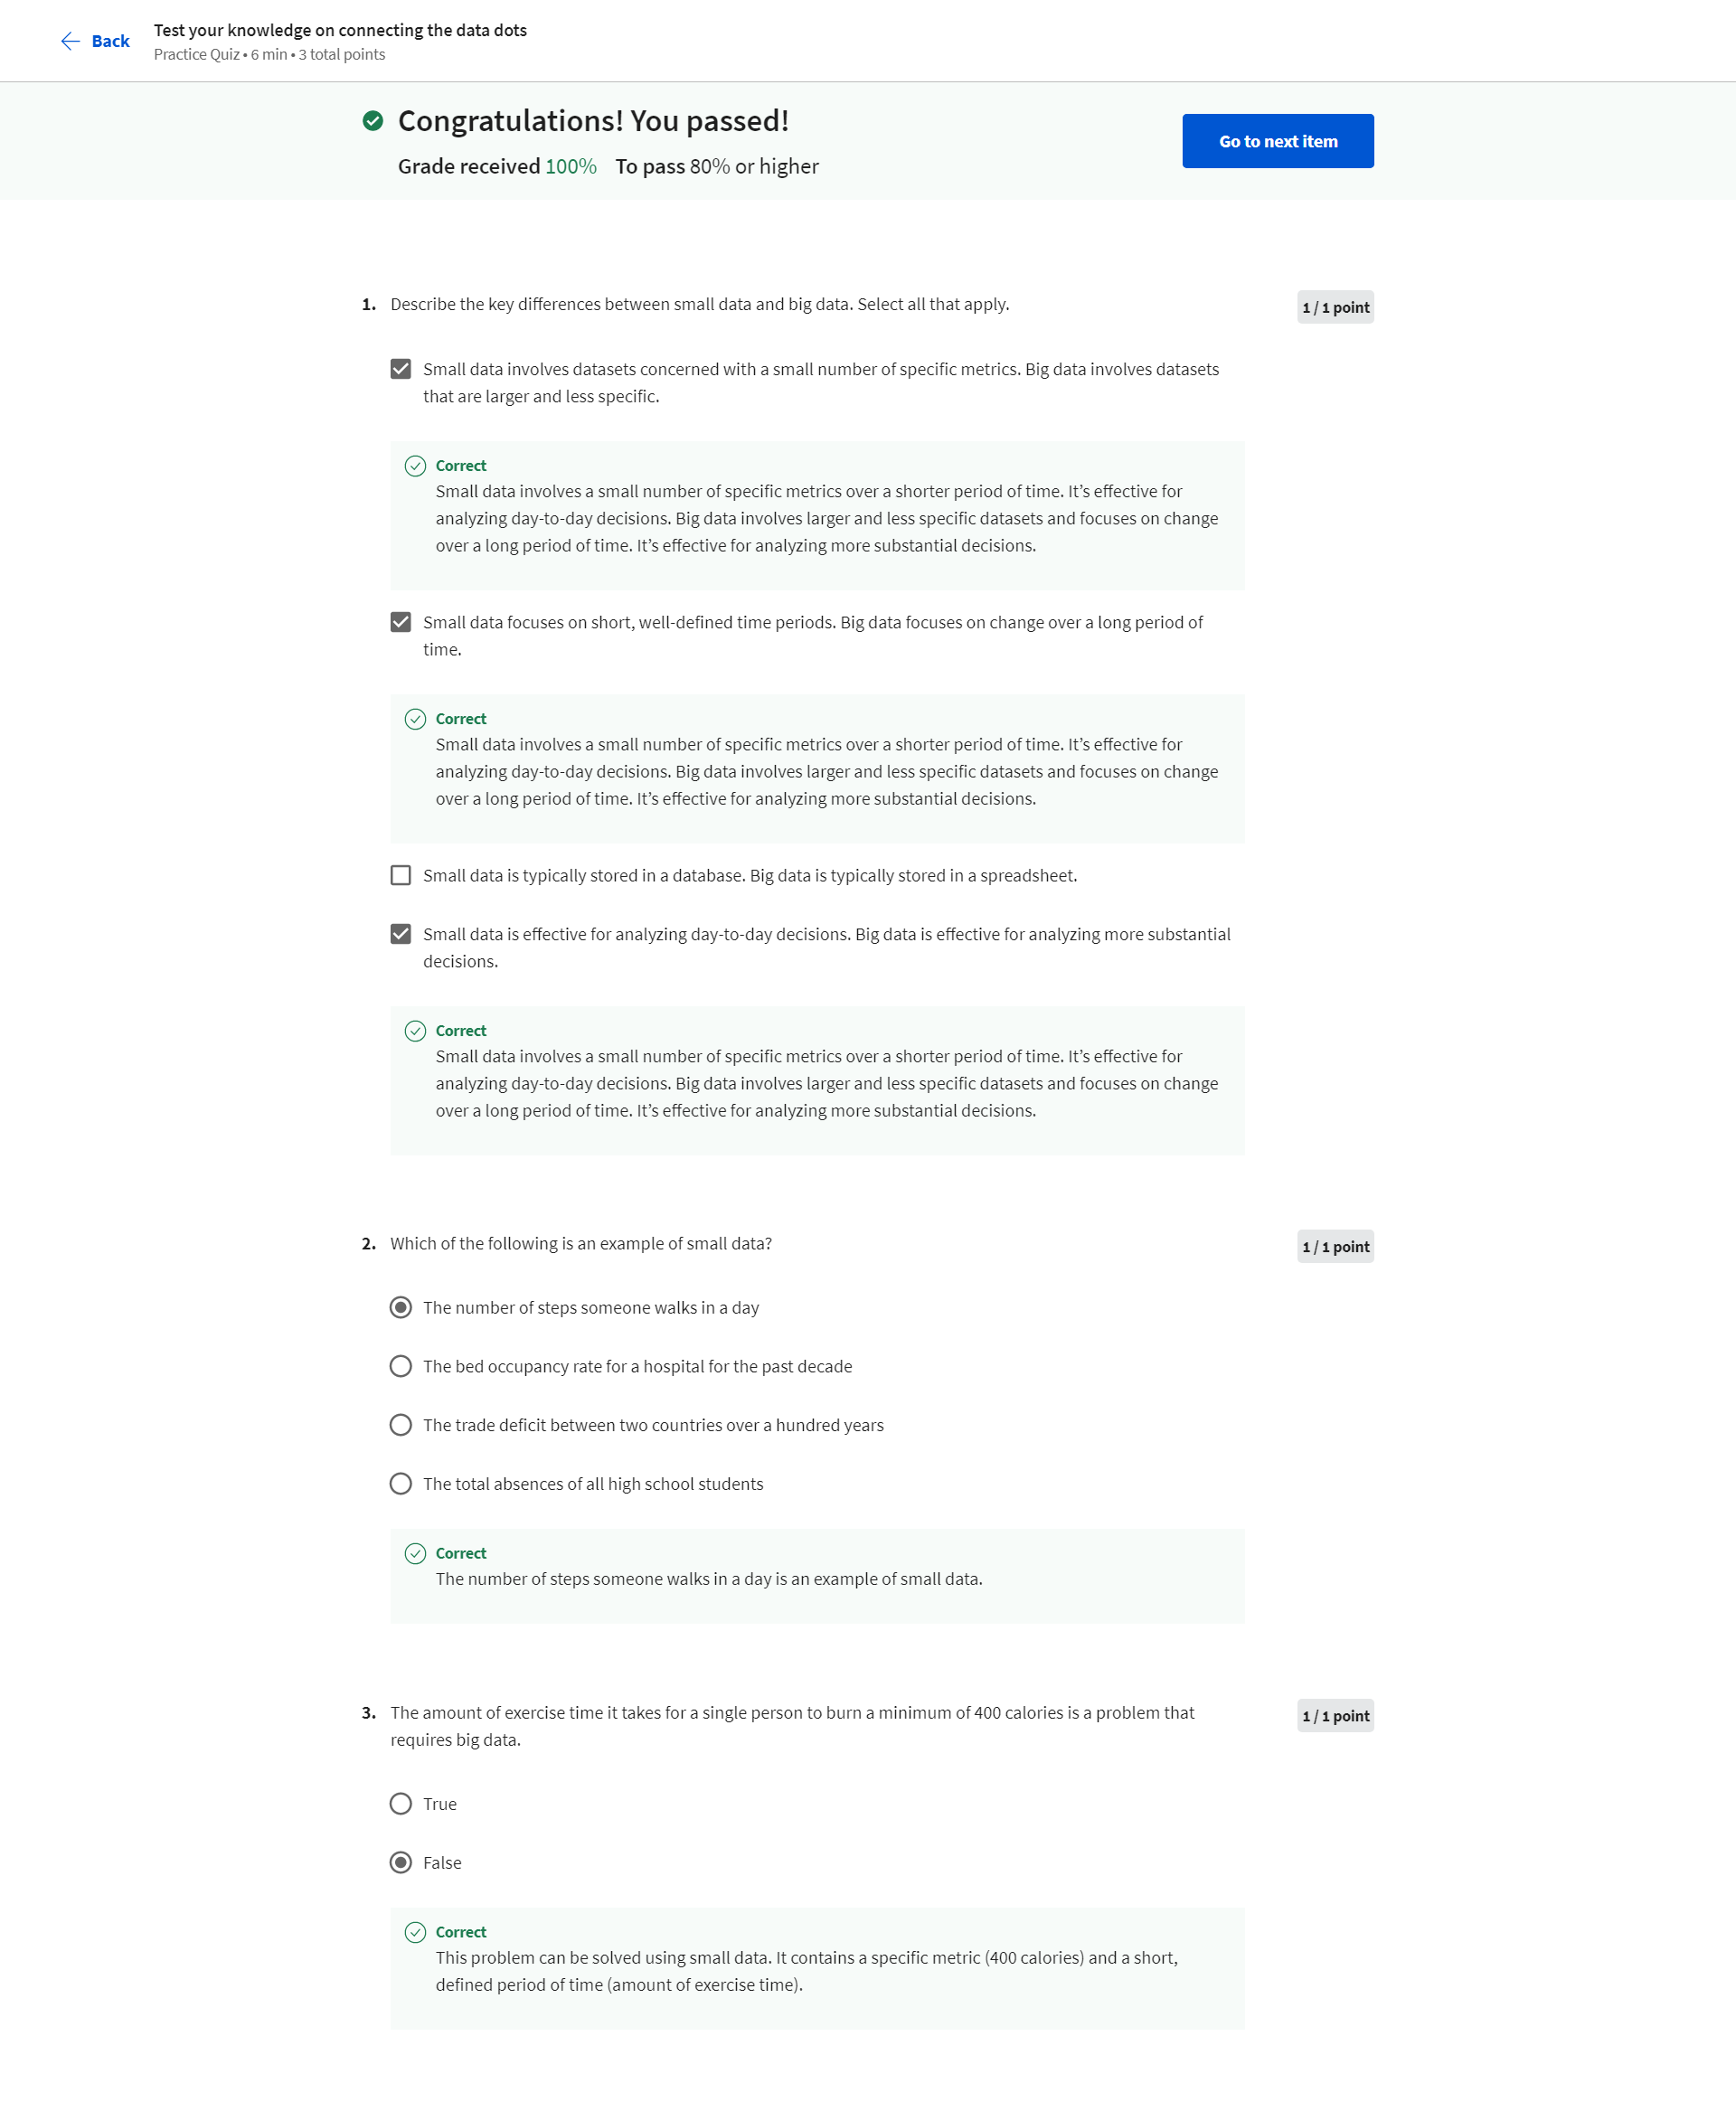 Back
Test your knowledge on connecting the data dots
Practice Quiz • 6 min • 3 total points
Congratulations! You passed!
Grade received 100% To pass 80% or higher
Go to next item
1. Describe the key differences between small data and big data. Select all that apply.
1 / 1 point
Small data involves datasets concerned with a small number of specific metrics. Big data involves datasets
that are larger and less specific.
Correct
Small data involves a small number of specific metrics over a shorter period of time. It’s effective for
analyzing day-to-day decisions. Big data involves larger and less specific datasets and focuses on change
over a long period of time. It’s effective for analyzing more substantial decisions.
Small data focuses on short, well-defined time periods. Big data focuses on change over a long period of
time.
Correct
Small data involves a small number of specific metrics over a shorter period of time. It’s effective for
analyzing day-to-day decisions. Big data involves larger and less specific datasets and focuses on change
over a long period of time. It’s effective for analyzing more substantial decisions.
Small data is typically stored in a database. Big data is typically stored in a spreadsheet.
Small data is effective for analyzing day-to-day decisions. Big data is effective for analyzing more substantial
decisions.
Correct
Small data involves a small number of specific metrics over a shorter period of time. It’s effective for
analyzing day-to-day decisions. Big data involves larger and less specific datasets and focuses on change
over a long period of time. It’s effective for analyzing more substantial decisions.
2. Which of the following is an example of small data?
1 / 1 point
The number of steps someone walks in a day
The bed occupancy rate for a hospital for the past decade
The trade deficit between two countries over a hundred years
The total absences of all high school students
Correct
The number of steps someone walks in a day is an example of small data.
3. The amount of exercise time it takes for a single person to burn a minimum of 400 calories is a problem that
requires big data.
1 / 1 point
True
False
Correct
This problem can be solved using small data. It contains a specific metric (400 calories) and a short,
defined period of time (amount of exercise time).